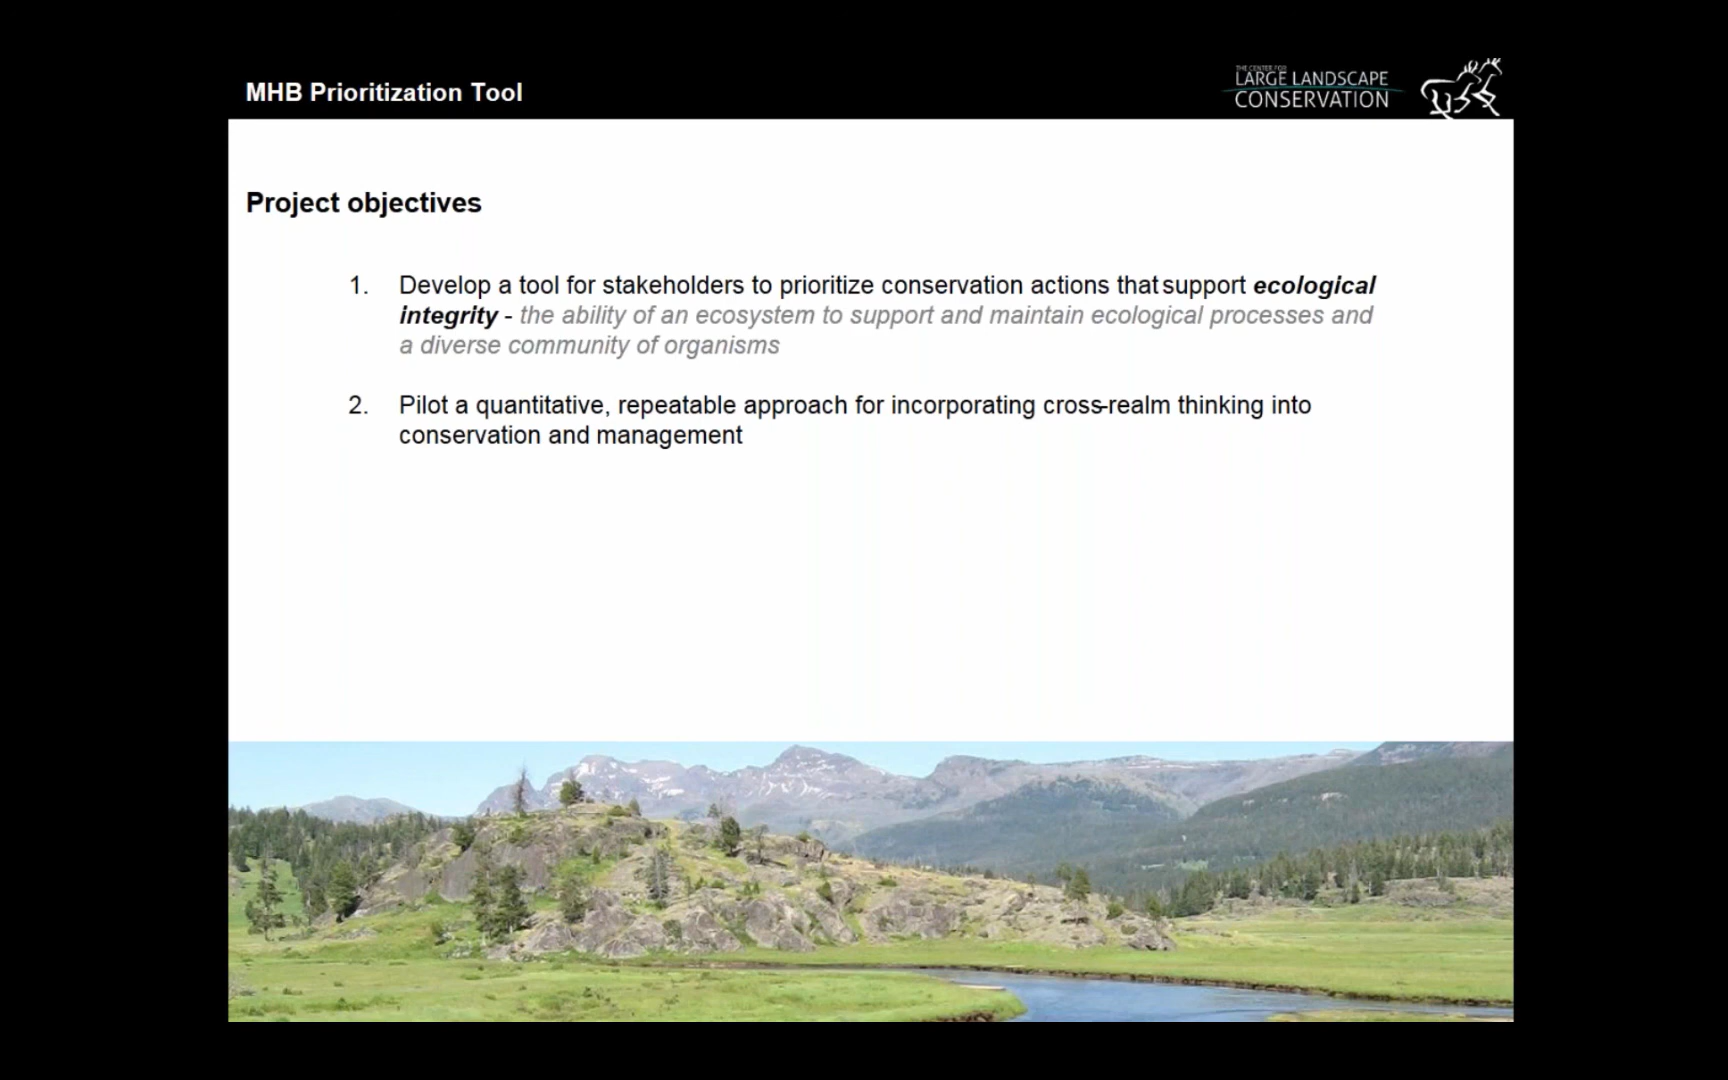 MHB Prioritization Tool
THE CENTER FOR
LARGE LANDSCAPE
CONSERVATION
Project objectives
1. Develop a tool for stakeholders to prioritize conservation actions that support ecological
integrity - the ability of an ecosystem to support and maintain ecological processes and
a diverse community of organisms
2. Pilot a quantitative, repeatable approach for incorporating cross-realm thinking into
conservation and management